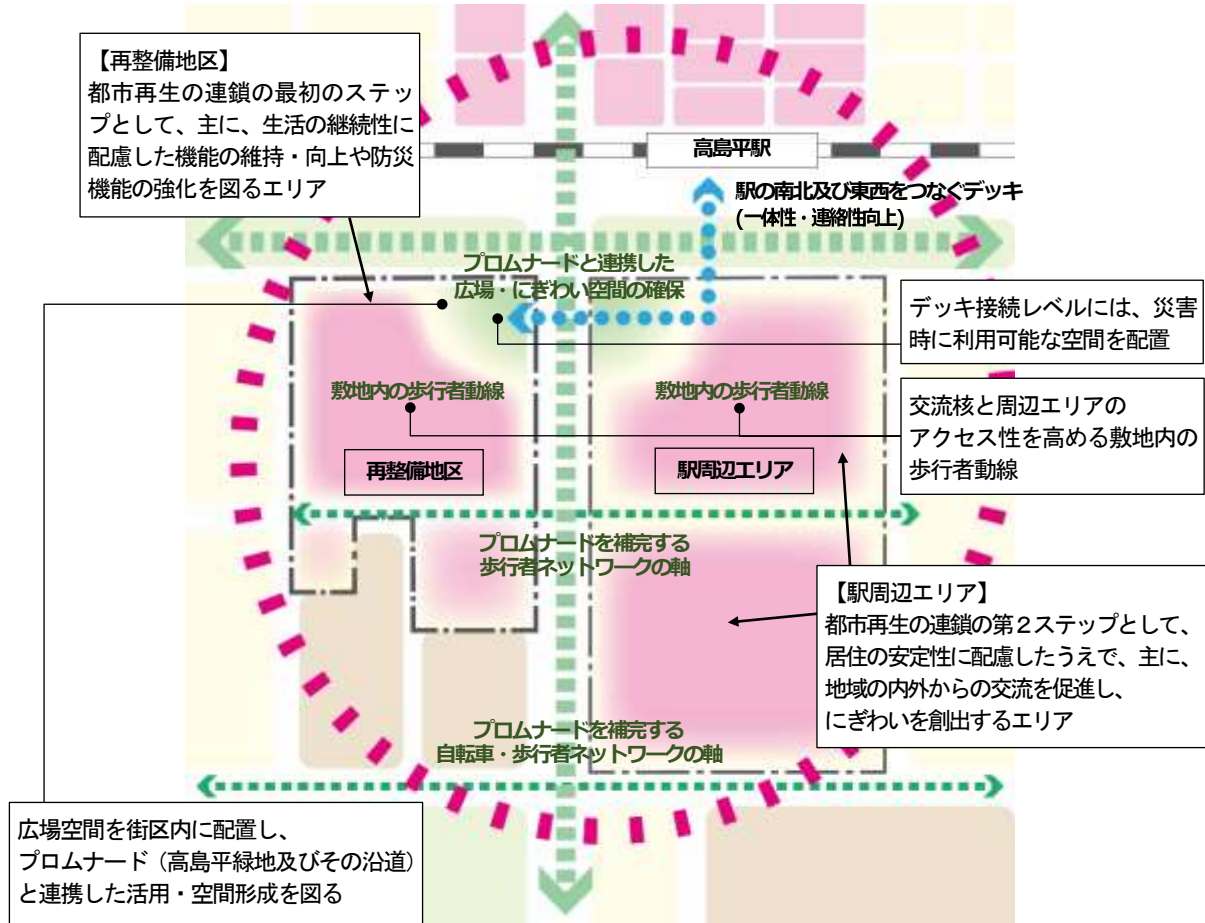 【再整備地区】
都市再生の連鎖の最初のステッ
プとして、主に、生活の継続性に
配慮した機能の維持・向上や防災
機能の強化を図るエリア
高島平駅
駅の南北及び東西をつなぐデッキ
(一体性・連絡性向上)
プロムナードと連携した
広場・にぎわい空間の確保
デッキ接続レベルには、災害
時に利用可能な空間を配置
敷地内の歩行者動線
敷地内の歩行者動線
交流核と周辺エリアの
アクセス性を高める敷地内の
歩行者動線
再整備地区
駅周辺エリア
プロムナードを補完する
歩行者ネットワークの軸
【駅周辺エリア】
都市再生の連鎖の第２ステップとして、
居住の安定性に配慮したうえで、主に、
地域の内外からの交流を促進し、
にぎわいを創出するエリア
プロムナードを補完する
自転車・歩行者ネットワークの軸
広場空間を街区内に配置し、
プロムナード（高島平緑地及びその沿道）
と連携した活用・空間形成を図る